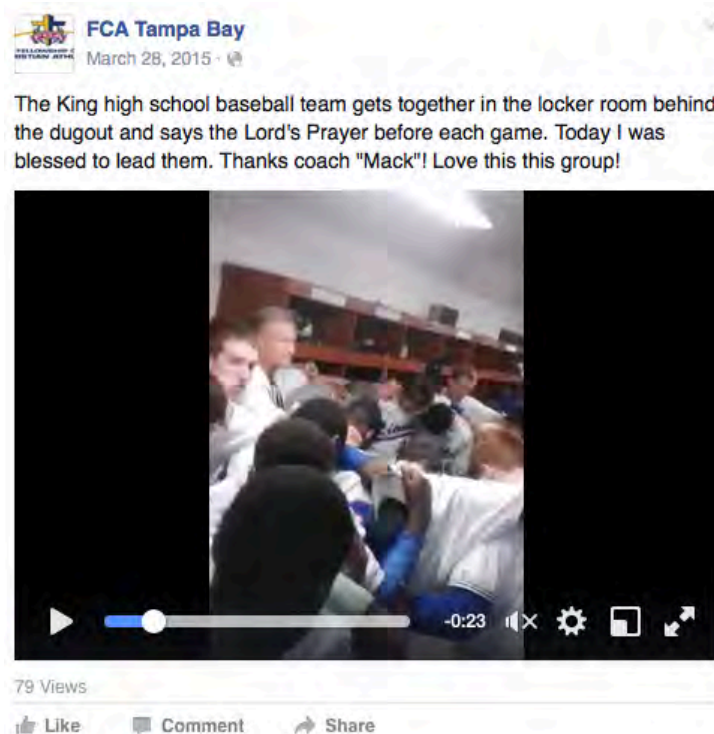 FCA Tampa Bay
March 28, 2015 ·
The King high school baseball team gets together in the locker room behind
the dugout and says the Lord's Prayer before each game. Today I was
blessed to lead them. Thanks coach "Mack"! Love this this group!
-0:23
79 Views
Like Comment Share